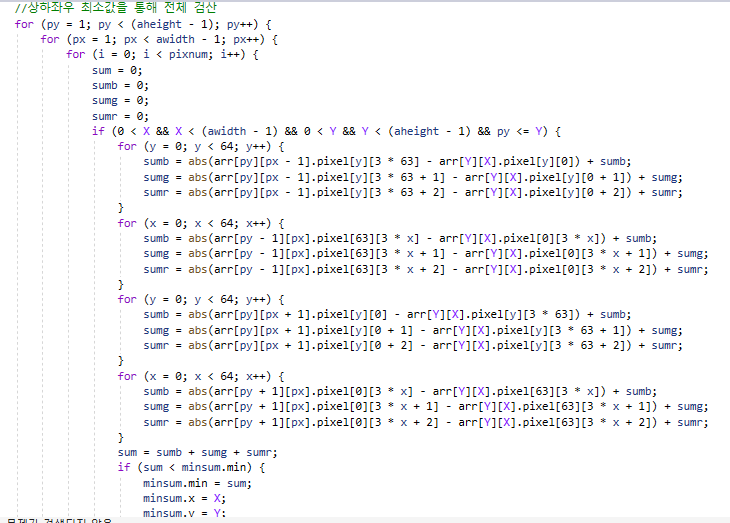 //상하좌우 최소값을 통해 전체 검산
for (py = 1; py < (aheight - 1); py++) {
for (px = 1; px < awidth - 1; px++) {
for (i = 0; i < pixnum; i++) {
sum = 0;
sumb = 0;
sumg = 0;
sumr = 0;
if (0 < X && X < (awidth - 1) && 0 < Y && Y < (aheight - 1) && py <= Y) {
for (y = 0; y < 64; y++) {
sumb = abs(arr[py][px - 1].pixel[y][3 * 63] - arr[Y][X].pixel[y][0]) + sumb;
sumg = abs(arr[py][px - 1].pixel[y][3 * 63 + 1] - arr[Y][X].pixel[y][0 + 1]) + sumg;
sumr = abs(arr[py][px - 1].pixel[y][3 * 63 + 2] - arr[Y][X].pixel[y][0 + 2]) + sumr;
}
for (x = 0; x < 64; x++) {
sumb = abs(arr[py - 1][px].pixel[63][3 * x] - arr[Y][X].pixel[0][3 * x]) + sumb;
sumg = abs(arr[py - 1][px].pixel[63][3 * x + 1] - arr[Y][X].pixel[0][3 * x + 1]) + sumg;
sumr = abs(arr[py - 1][px].pixel[63][3 * x + 2] - arr[Y][X].pixel[0][3 * x + 2]) + sumr;
}
for (y = 0; y < 64; y++) {
sumb = abs(arr[py][px + 1].pixel[y][0] - arr[Y][X].pixel[y][3 * 63]) + sumb;
sumg = abs(arr[py][px + 1].pixel[y][0 + 1] - arr[Y][X].pixel[y][3 * 63 + 1]) + sumg;
sumr = abs(arr[py][px + 1].pixel[y][0 + 2] - arr[Y][X].pixel[y][3 * 63 + 2]) + sumr;
}
for (x = 0; x < 64; x++) {
sumb = abs(arr[py + 1][px].pixel[0][3 * x] - arr[Y][X].pixel[63][3 * x]) + sumb;
sumg = abs(arr[py + 1][px].pixel[0][3 * x + 1] - arr[Y][X].pixel[63][3 * x + 1]) + sumg;
sumr = abs(arr[py + 1][px].pixel[0][3 * x + 2] - arr[Y][X].pixel[63][3 * x + 2]) + sumr;
}
sum = sumb + sumg + sumr;
if (sum < minsum.min) {
minsum.min = sum;
minsum.x = X;
minsum.y = Y;